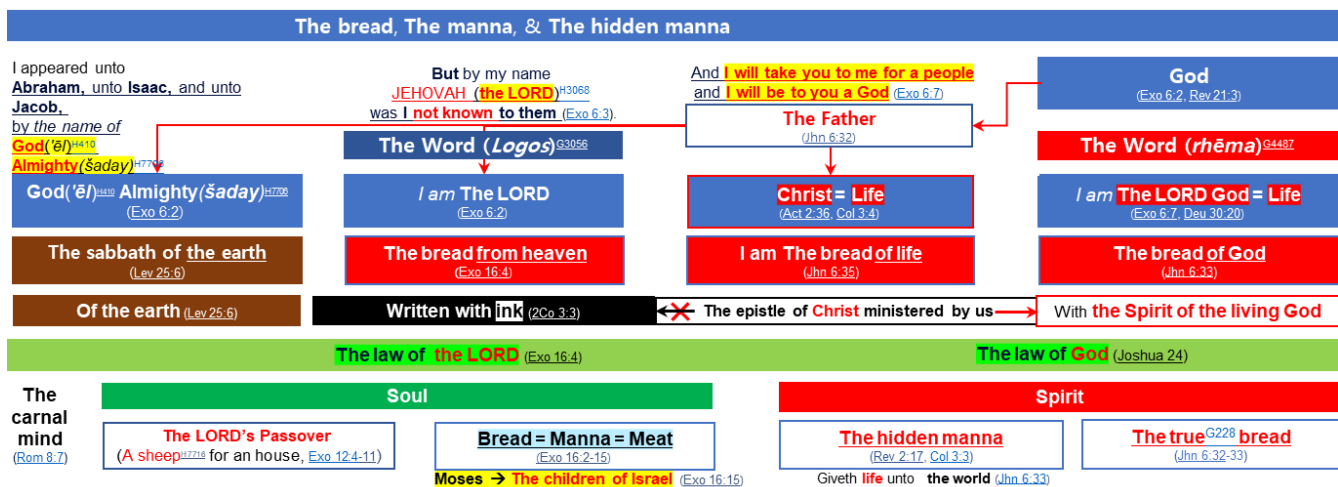 The bread, The manna, & The hidden manna
I appeared unto
Abraham, unto Isaac, and unto
Jacob,
by the name of
God('ēl)H410
Almighty(šaday)H7706
But by my name
JEHOVAH (the LORD)H3068
was I not known to them (Exo 6:3).
And I will take you to me for a people
and I will be to you a God (Exo 6:7)
God
(Exo 6:2, Rev 21:3)
The Father
(Jhn 6:32)
The Word (Logos)G3056
The Word (rhēma)G4487
God('ēl)H410 Almighty(šaday)H7706
(Exo 6:2)
I am The LORD
(Exo 6:2)
Christ = Life
(Act 2:36, Col 3:4)
I am The LORD God = Life
(Exo 6:7, Deu 30:20)
The sabbath of the earth
(Lev 25:6)
The bread from heaven
(Exo 16:4)
I am The bread of life
(Jhn 6:35)
The bread of God
(Jhn 6:33)
Of the earth (Lev 25:6)
Written with ink (2Co 3:3)
The epistle of Christ ministered by us
With the Spirit of the living God
The law of the LORD (Exo 16:4)
The law of God (Joshua 24)
The
carnal
mind
(Rom 8:7)
Soul
Spirit
The LORD's Passover
(A sheepH7716 for an house, Exo 12:4-11)
Bread = Manna = Meat
(Exo 16:2-15)
Moses → The children of Israel (Exo 16:15)
The hidden manna
(Rev 2:17, Col 3:3)
Giveth life unto the world (Jhn 6:33)
The trueG228 bread
(Jhn 6:32-33)